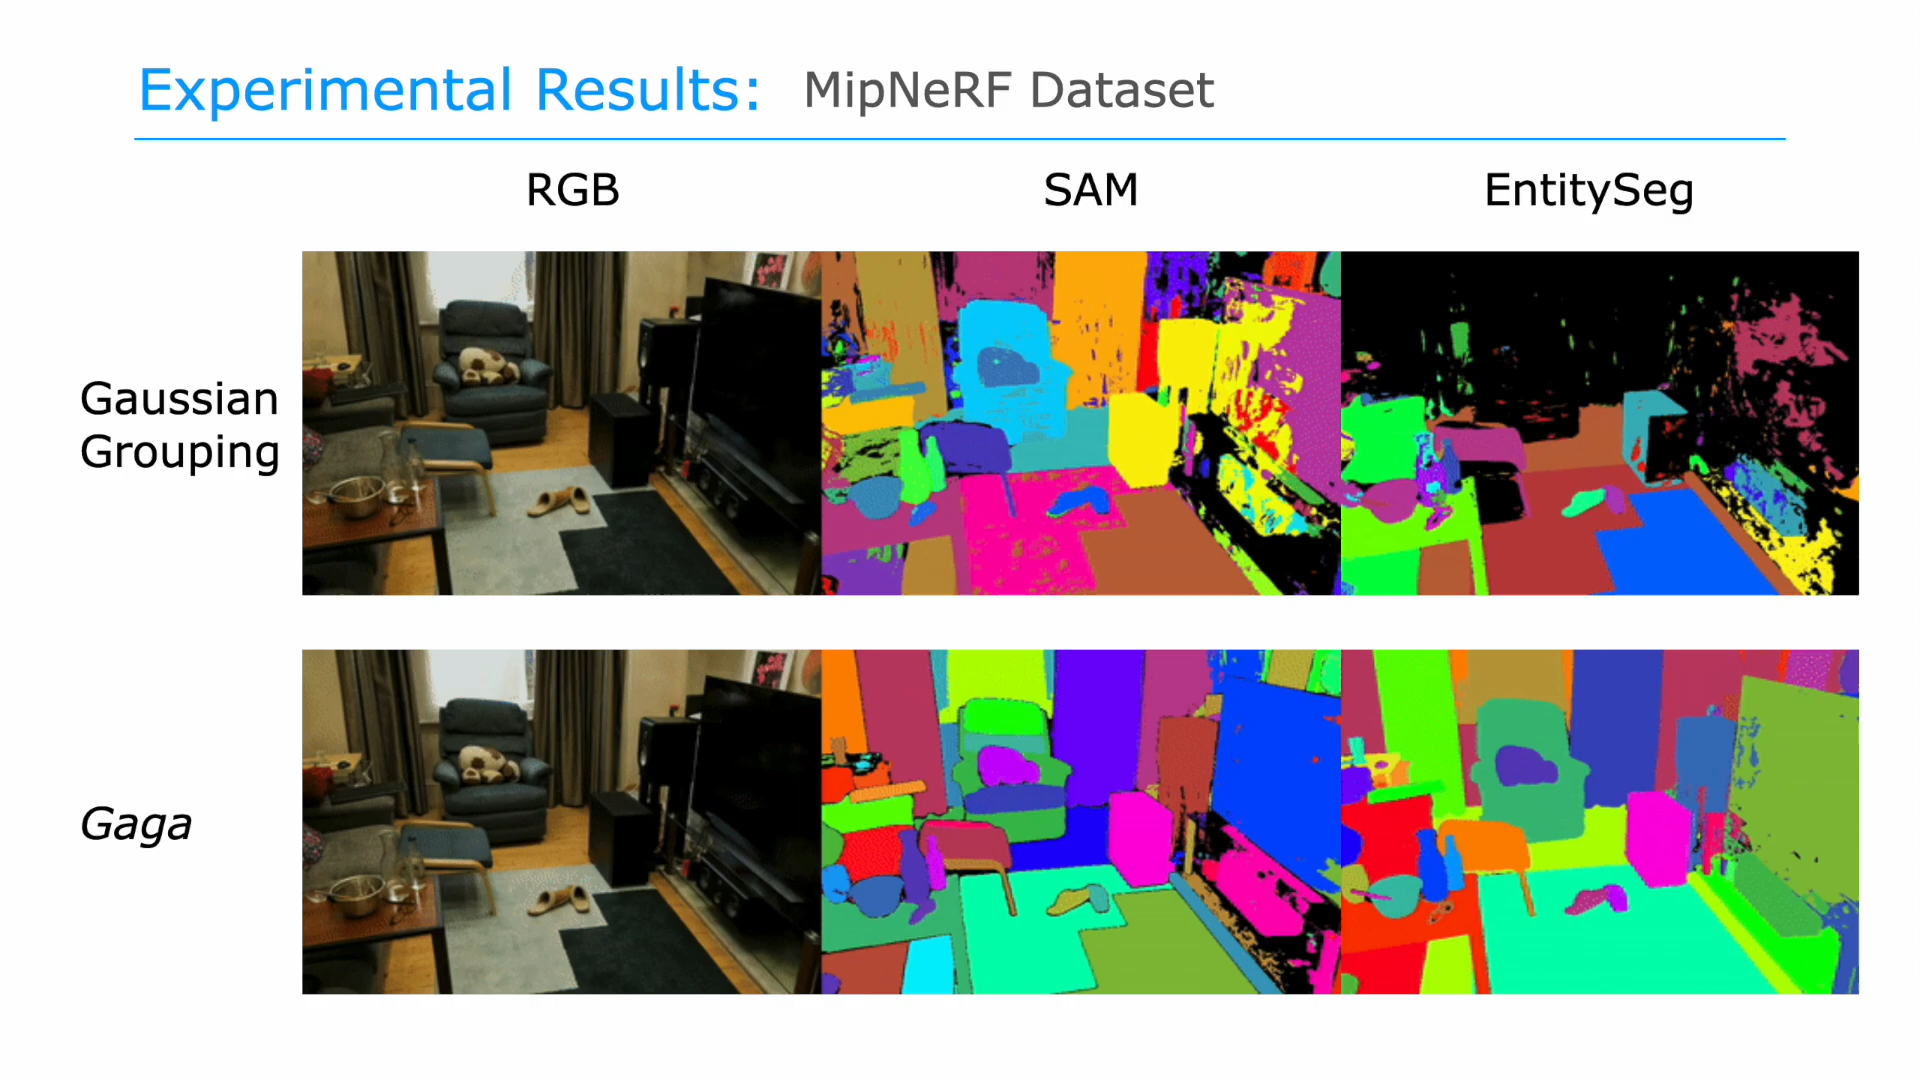 Experimental Results: MipNeRF Dataset
RGB
SAM
EntitySeg
Gaussian
Grouping
Gaga